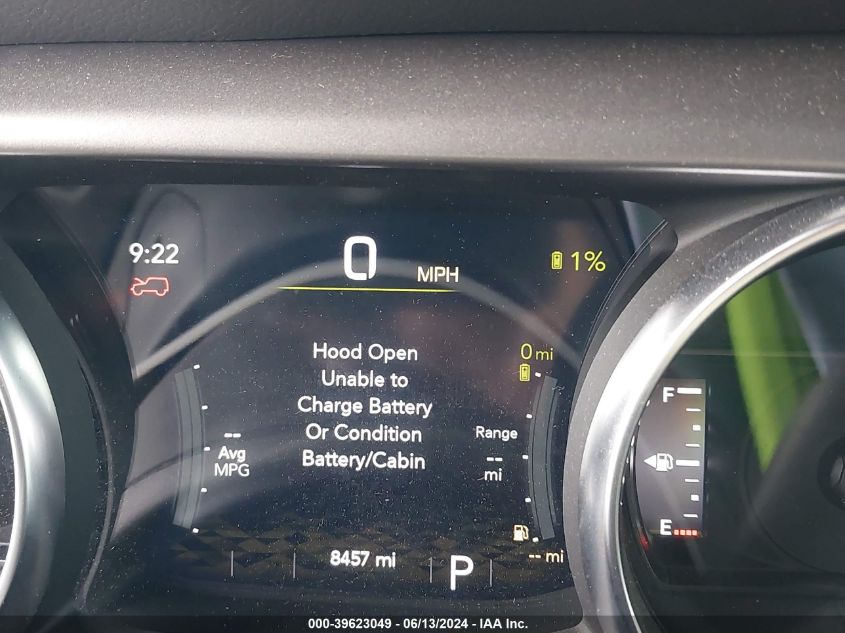 9:22
0 MPH
1%
Hood Open
Unable to
Charge Battery
Or Condition
Battery/Cabin
0 mi
Range
-- mi
-- Avg
MPG
F
E
8457 mi
P
-- mi
000-39623049 - 06/13/2024 - IAA Inc.